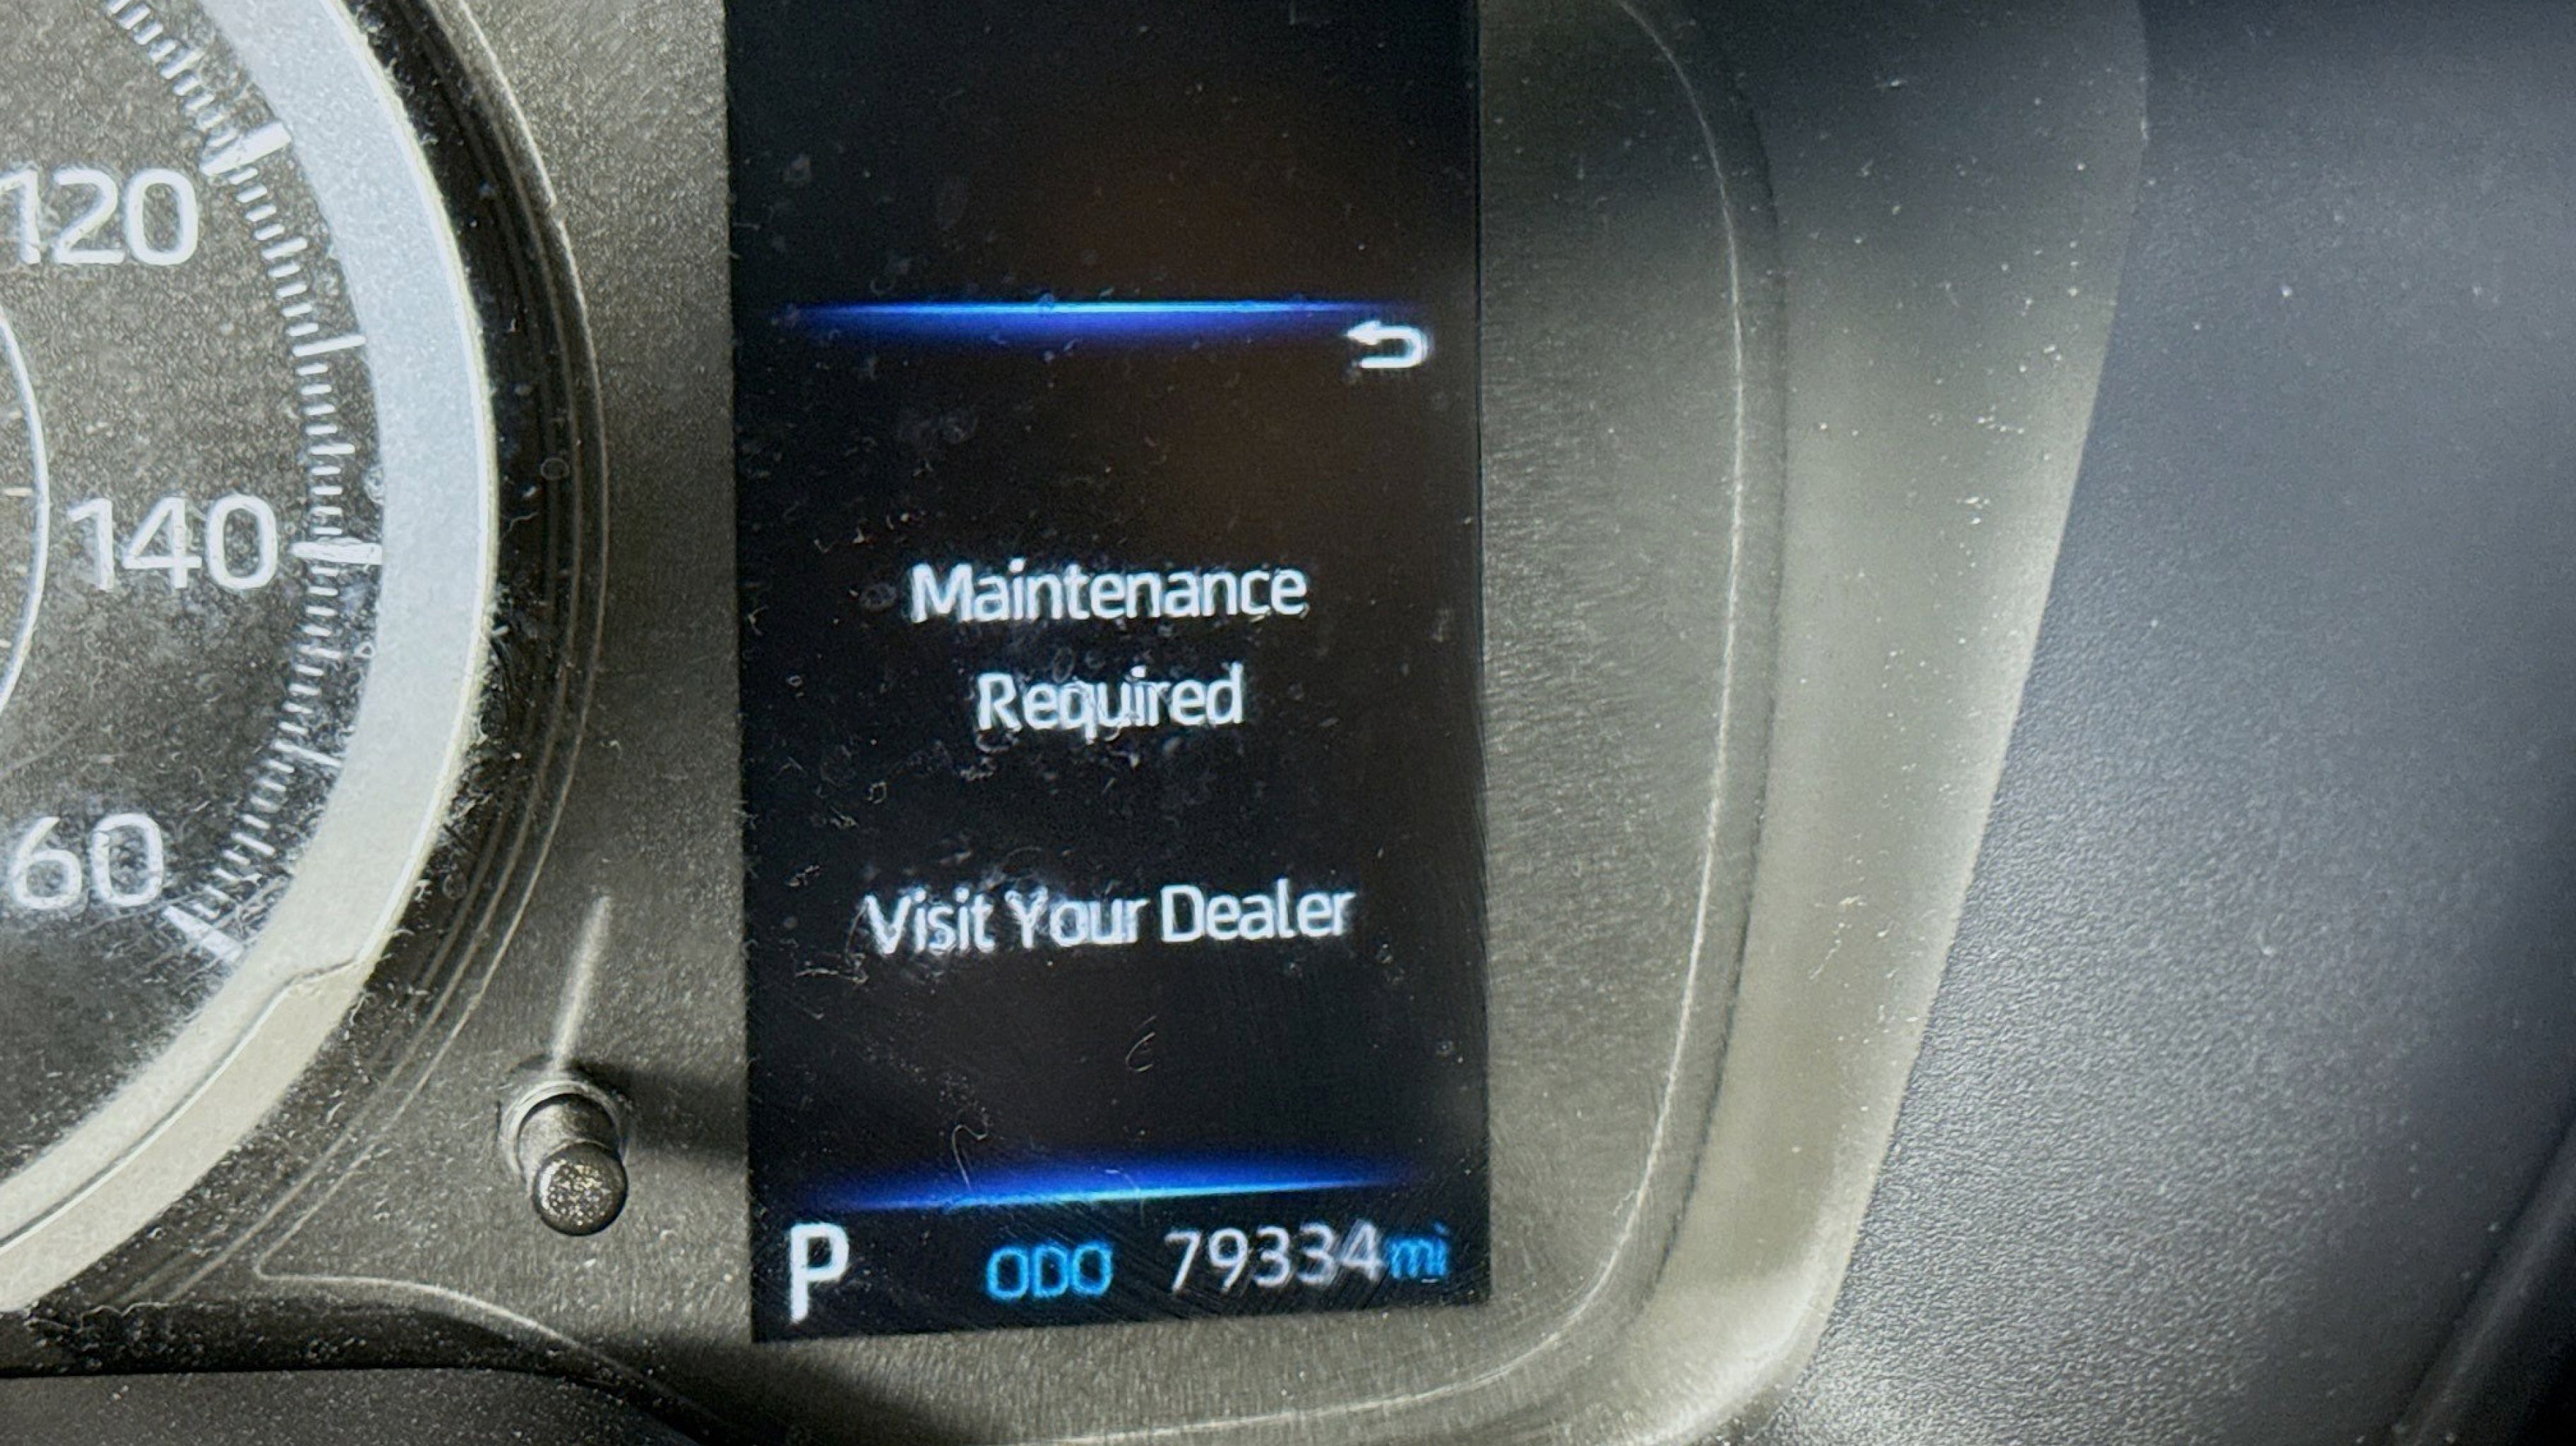 120
140
60
Maintenance
Required
Visit Your Dealer
P ODO 79334mi